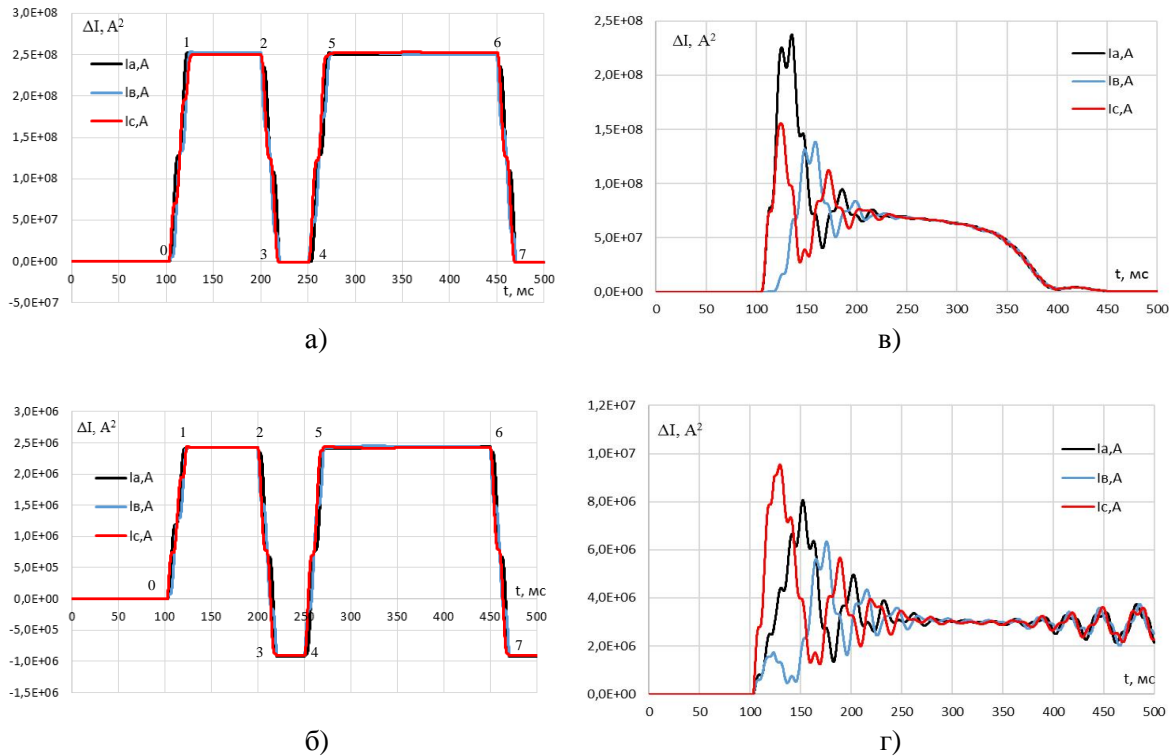 ΔI, A²
3,0E+08
2,5E+08
2,0E+08
1,5E+08
1,0E+08
5,0E+07
0,0E+00
-5,0E+07
Iа,А
Iв,А
Iс,А
0 1 2 3 4 5 6 7
0 50 100 150 200 250 300 350 400 450 500
t, мс
а)
ΔI, A²
2,5E+08
2,0E+08
1,5E+08
1,0E+08
5,0E+07
0,0E+00
Iа,А
Iв,А
Iс,А
t, мс
0 50 100 150 200 250 300 350 400 450 500
в)
ΔI, A²
3,0E+06
2,5E+06
2,0E+06
1,5E+06
1,0E+06
5,0E+05
0,0E+00
-5,0E+05
-1,0E+06
-1,5E+06
Iа,А
Iв,А
Iс,А
0 1 2 3 4 5 6 7
t, мс
0 50 100 150 200 250 300 350 400 450 500
б)
ΔI, A²
1,2E+07
1,0E+07
8,0E+06
6,0E+06
4,0E+06
2,0E+06
0,0E+00
Iа,А
Iв,А
Iс,А
t, мс
0 50 100 150 200 250 300 350 400 450 500
г)